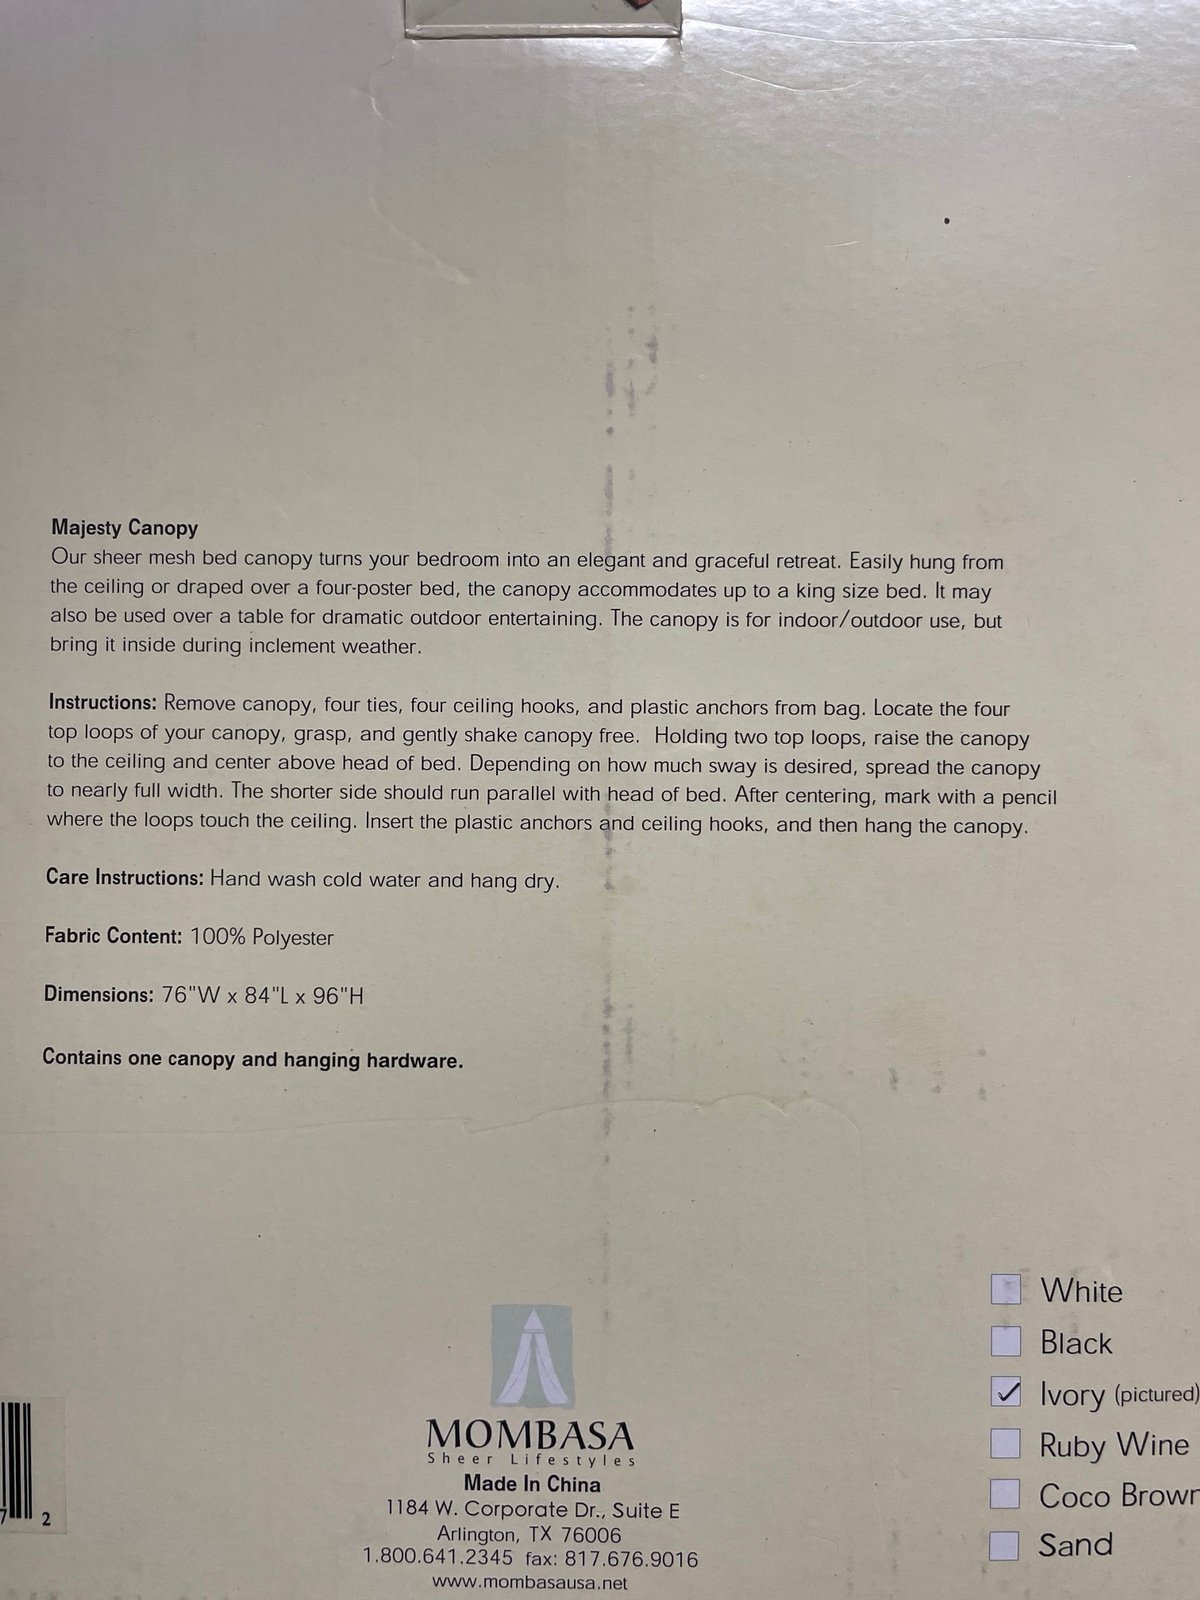 Majesty Canopy
Our sheer mesh bed canopy turns your bedroom into an elegant and graceful retreat. Easily hung from
the ceiling or draped over a four-poster bed, the canopy accommodates up to a king size bed. It may
also be used over a table for dramatic outdoor entertaining. The canopy is for indoor/outdoor use, but
bring it inside during inclement weather.
Instructions: Remove canopy, four ties, four ceiling hooks, and plastic anchors from bag. Locate the four
top loops of your canopy, grasp, and gently shake canopy free. Holding two top loops, raise the canopy
to the ceiling and center above head of bed. Depending on how much sway is desired, spread the canopy
to nearly full width. The shorter side should run parallel with head of bed. After centering, mark with a pencil
where the loops touch the ceiling. Insert the plastic anchors and ceiling hooks, and then hang the canopy.
Care Instructions: Hand wash cold water and hang dry.
Fabric Content: 100% Polyester
Dimensions: 76"W x 84"L x 96"H
Contains one canopy and hanging hardware.
White
Black
Ivory (pictured)
Ruby Wine
Coco Brown
Sand
MOMBASA
Sheer Lifestyles
Made In China
1184 W. Corporate Dr., Suite E
Arlington, TX 76006
1.800.641.2345 fax: 817.676.9016
www.mombasausa.net
7 2